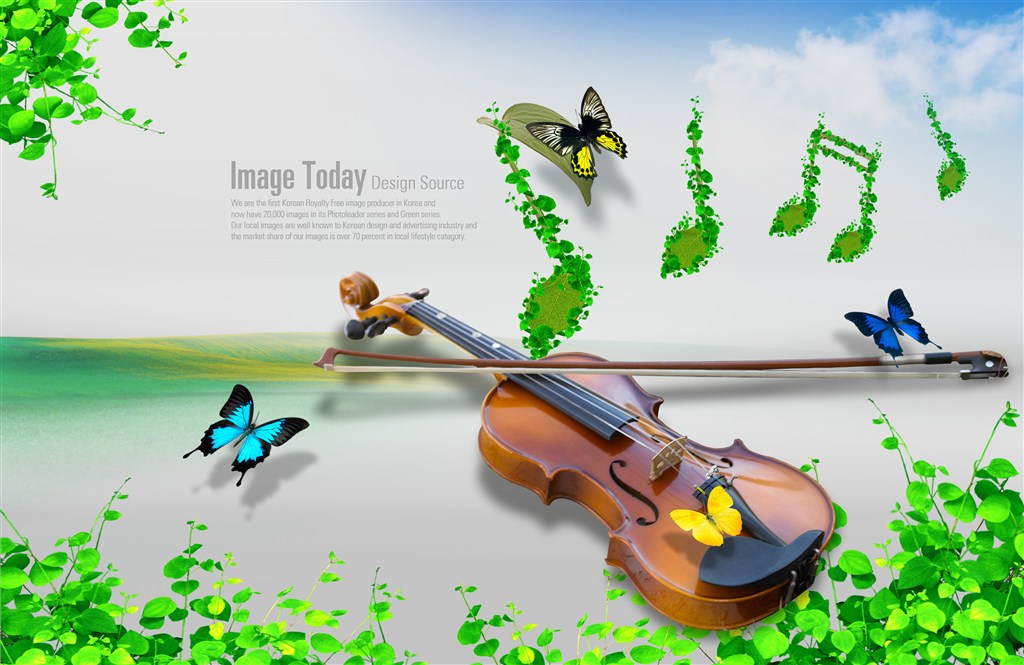 Image Today Design Source
We are the first Korean Royalty Free image producer in Korea and
now have 20,000 images in its Photoleader series and Green series.
Our local images are well known to Korean design and advertising industry and
the market share of our images is over 70 percent in local lifestyle category.